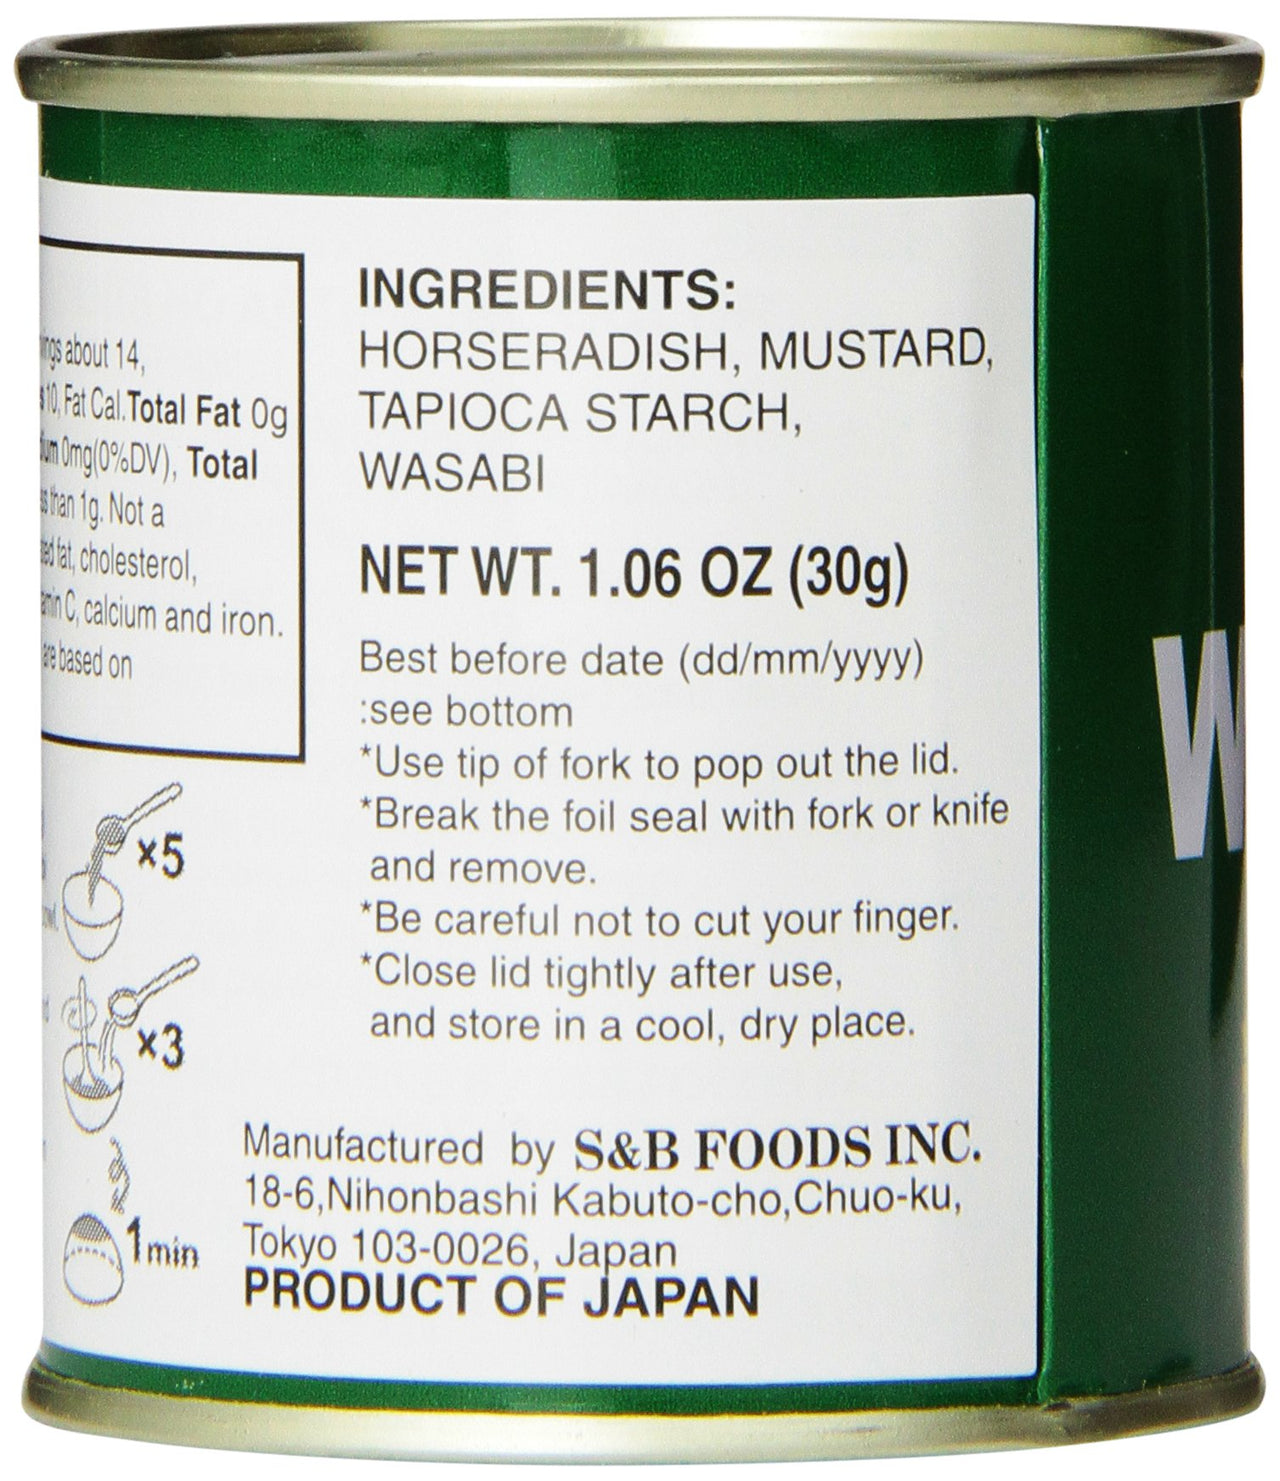 about 14,
10, Fat Cal. Total Fat 0g
0mg(0%DV), Total
than 1g. Not a
fat, cholesterol,
C, calcium and iron.
are based on
INGREDIENTS:
HORSERADISH, MUSTARD,
TAPIOCA STARCH,
WASABI
NET WT. 1.06 OZ (30g)
Best before date (dd/mm/yyyy)
:see bottom
*Use tip of fork to pop out the lid.
*Break the foil seal with fork or knife
and remove.
*Be careful not to cut your finger.
*Close lid tightly after use,
and store in a cool, dry place.
×5
×3
1min
Manufactured by S&B FOODS INC.
18-6,Nihonbashi Kabuto-cho,Chuo-ku,
Tokyo 103-0026, Japan
PRODUCT OF JAPAN
W